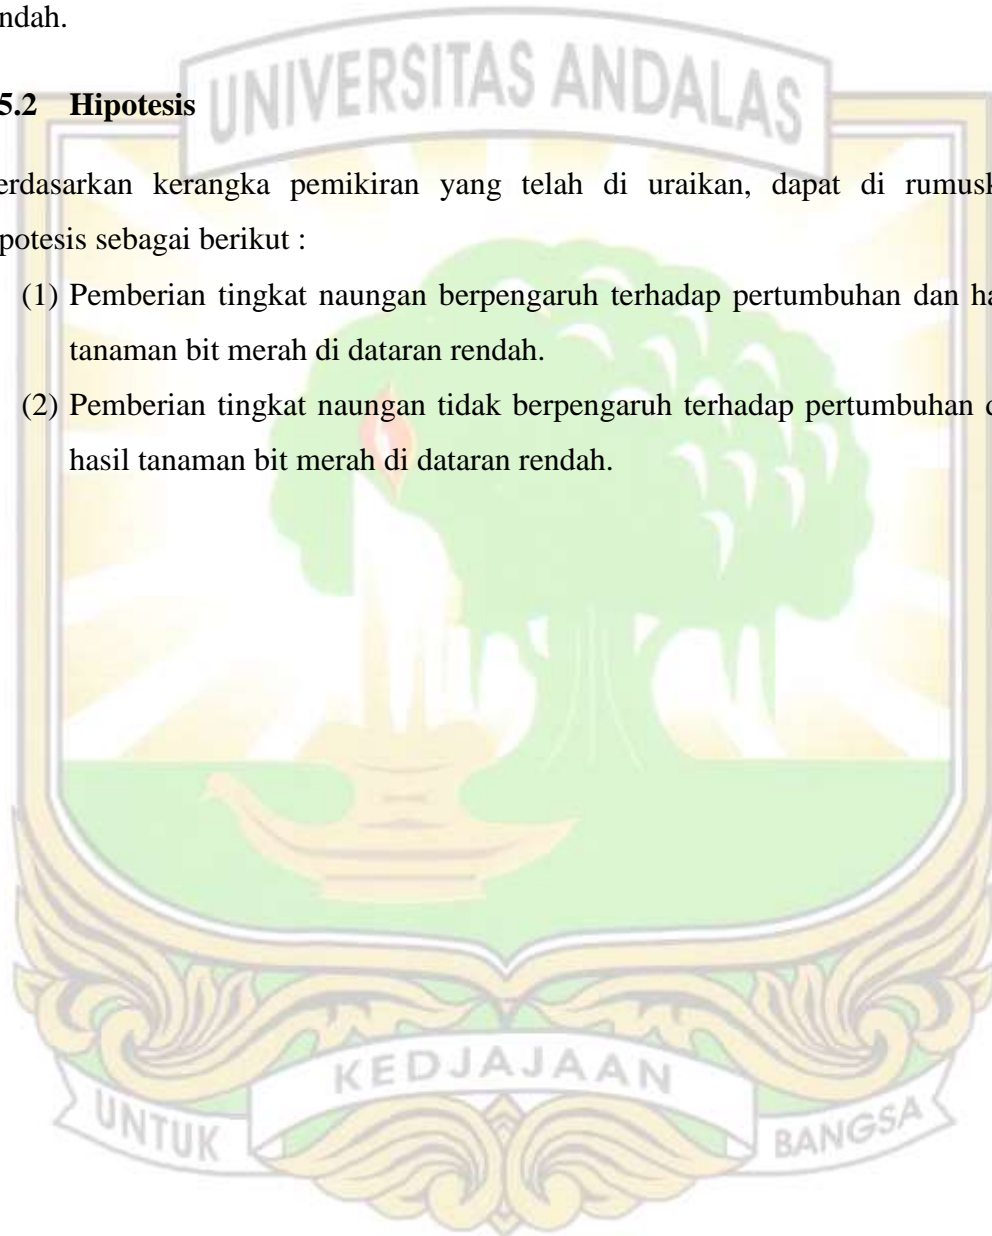 ndah.
UNIVERSITAS ANDALAS
5.2 Hipotesis
erdasarkan kerangka pemikiran yang telah di uraikan, dapat di rumusk
potesis sebagai berikut :
(1) Pemberian tingkat naungan berpengaruh terhadap pertumbuhan dan ha
tanaman bit merah di dataran rendah.
(2) Pemberian tingkat naungan tidak berpengaruh terhadap pertumbuhan d
hasil tanaman bit merah di dataran rendah.
KEDJAJAAN
UNTUK
BANGSA